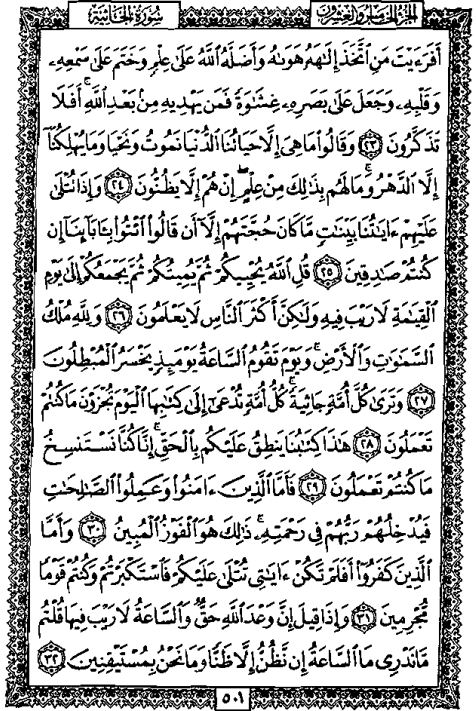 الجزء الخامس والعشرون
سورة الجاثية
أَفَرَءَيْتَ مَنِ ٱتَّخَذَ إِلَٰهَهُۥ هَوَىٰهُ وَأَضَلَّهُ ٱللَّهُ عَلَىٰ عِلْمٍ وَخَتَمَ عَلَىٰ سَمْعِهِۦ
وَقَلْبِهِۦ وَجَعَلَ عَلَىٰ بَصَرِهِۦ غِشَٰوَةً فَمَن يَهْدِيهِ مِنۢ بَعْدِ ٱللَّهِ ۚ أَفَلَا
تَذَكَّرُونَ ٢٣ وَقَالُوا۟ مَا هِىَ إِلَّا حَيَاتُنَا ٱلدُّنْيَا نَمُوتُ وَنَحْيَا وَمَا يُهْلِكُنَآ
إِلَّا ٱلدَّهْرُ ۚ وَمَا لَهُم بِذَٰلِكَ مِنْ عِلْمٍ ۖ إِنْ هُمْ إِلَّا يَظُنُّونَ ٢٤ وَإِذَا تُتْلَىٰ
عَلَيْهِمْ ءَايَٰتُنَا بَيِّنَٰتٍ مَّا كَانَ حُجَّتَهُمْ إِلَّآ أَن قَالُوا۟ ٱئْتُوا۟ بِـَٔابَآئِنَآ إِن
كُنتُمْ صَٰدِقِينَ ٢٥ قُلِ ٱللَّهُ يُحْيِيكُمْ ثُمَّ يُمِيتُكُمْ ثُمَّ يَجْمَعُكُمْ إِلَىٰ يَوْمِ
ٱلْقِيَٰمَةِ لَا رَيْبَ فِيهِ وَلَٰكِنَّ أَكْثَرَ ٱلنَّاسِ لَا يَعْلَمُونَ ٢٦ وَلِلَّهِ مُلْكُ
ٱلسَّمَٰوَٰتِ وَٱلْأَرْضِ ۚ وَيَوْمَ تَقُومُ ٱلسَّاعَةُ يَوْمَئِذٍ يَخْسَرُ ٱلْمُبْطِلُونَ
٢٧ وَتَرَىٰ كُلَّ أُمَّةٍ جَاثِيَةً ۚ كُلُّ أُمَّةٍ تُدْعَىٰٓ إِلَىٰ كِتَٰبِهَا ٱلْيَوْمَ تُجْزَوْنَ مَا كُنتُمْ
تَعْمَلُونَ ٢٨ هَٰذَا كِتَٰبُنَا يَنطِقُ عَلَيْكُم بِٱلْحَقِّ ۚ إِنَّا كُنَّا نَسْتَنسِخُ
مَا كُنتُمْ تَعْمَلُونَ ٢٩ فَأَمَّا ٱلَّذِينَ ءَامَنُوا۟ وَعَمِلُوا۟ ٱلصَّٰلِحَٰتِ
فَيُدْخِلُهُمْ رَبُّهُمْ فِى رَحْمَتِهِۦ ۚ ذَٰلِكَ هُوَ ٱلْفَوْزُ ٱلْمُبِينُ ٣٠ وَأَمَّا
ٱلَّذِينَ كَفَرُوٓا۟ أَفَلَمْ تَكُنْ ءَايَٰتِى تُتْلَىٰ عَلَيْكُمْ فَٱسْتَكْبَرْتُمْ وَكُنتُمْ قَوْمًا
مُّجْرِمِينَ ٣١ وَإِذَا قِيلَ إِنَّ وَعْدَ ٱللَّهِ حَقٌّ وَٱلسَّاعَةُ لَا رَيْبَ فِيهَا قُلْتُم
مَّا نَدْرِى مَا ٱلسَّاعَةُ إِن نَّظُنُّ إِلَّا ظَنًّا وَمَا نَحْنُ بِمُسْتَيْقِنِينَ ٣٢
٥٠١